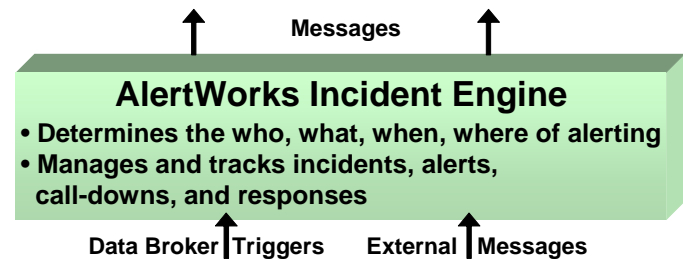 Messages
AlertWorks Incident Engine
• Determines the who, what, when, where of alerting
• Manages and tracks incidents, alerts,
call-downs, and responses
Data Broker Triggers External Messages